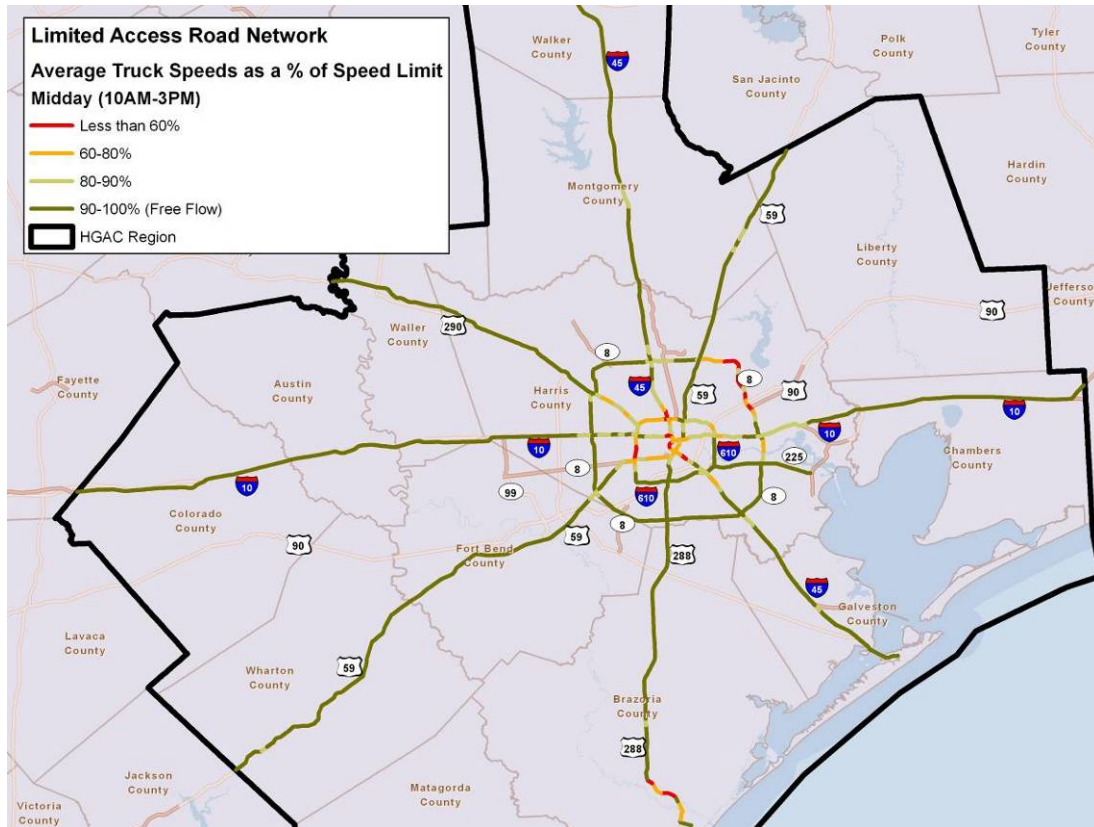 Limited Access Road Network
Average Truck Speeds as a % of Speed Limit
Midday (10AM-3PM)
Less than 60%
60-80%
80-90%
90-100% (Free Flow)
HGAC Region
Walker
County
45
Polk
County
Tyler
County
San Jacinto
County
Hardin
County
Montgomery
County
59
Liberty
County
Jefferso
County
90
290
Waller
County
8
Fayette
County
Austin
County
Harris
County
45
59
8
90
10
10
8
610
10
225
Chambers
County
99
610
8
10
Colorado
County
90
Fort Bend
County
59
8
288
45
Galveston
County
Lavaca
County
Wharton
County
59
Brazoria
County
288
Jackson
County
Matagorda
County
Victoria
County